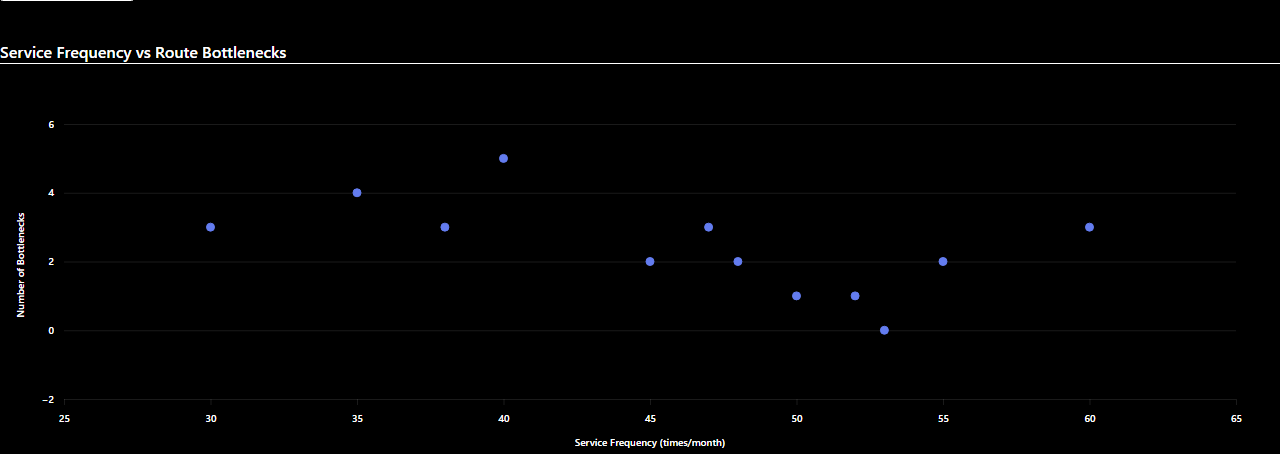 Service Frequency vs Route Bottlenecks
6
4
2
0
−2
Number of Bottlenecks
25 30 35 40 45 50 55 60 65
Service Frequency (times/month)